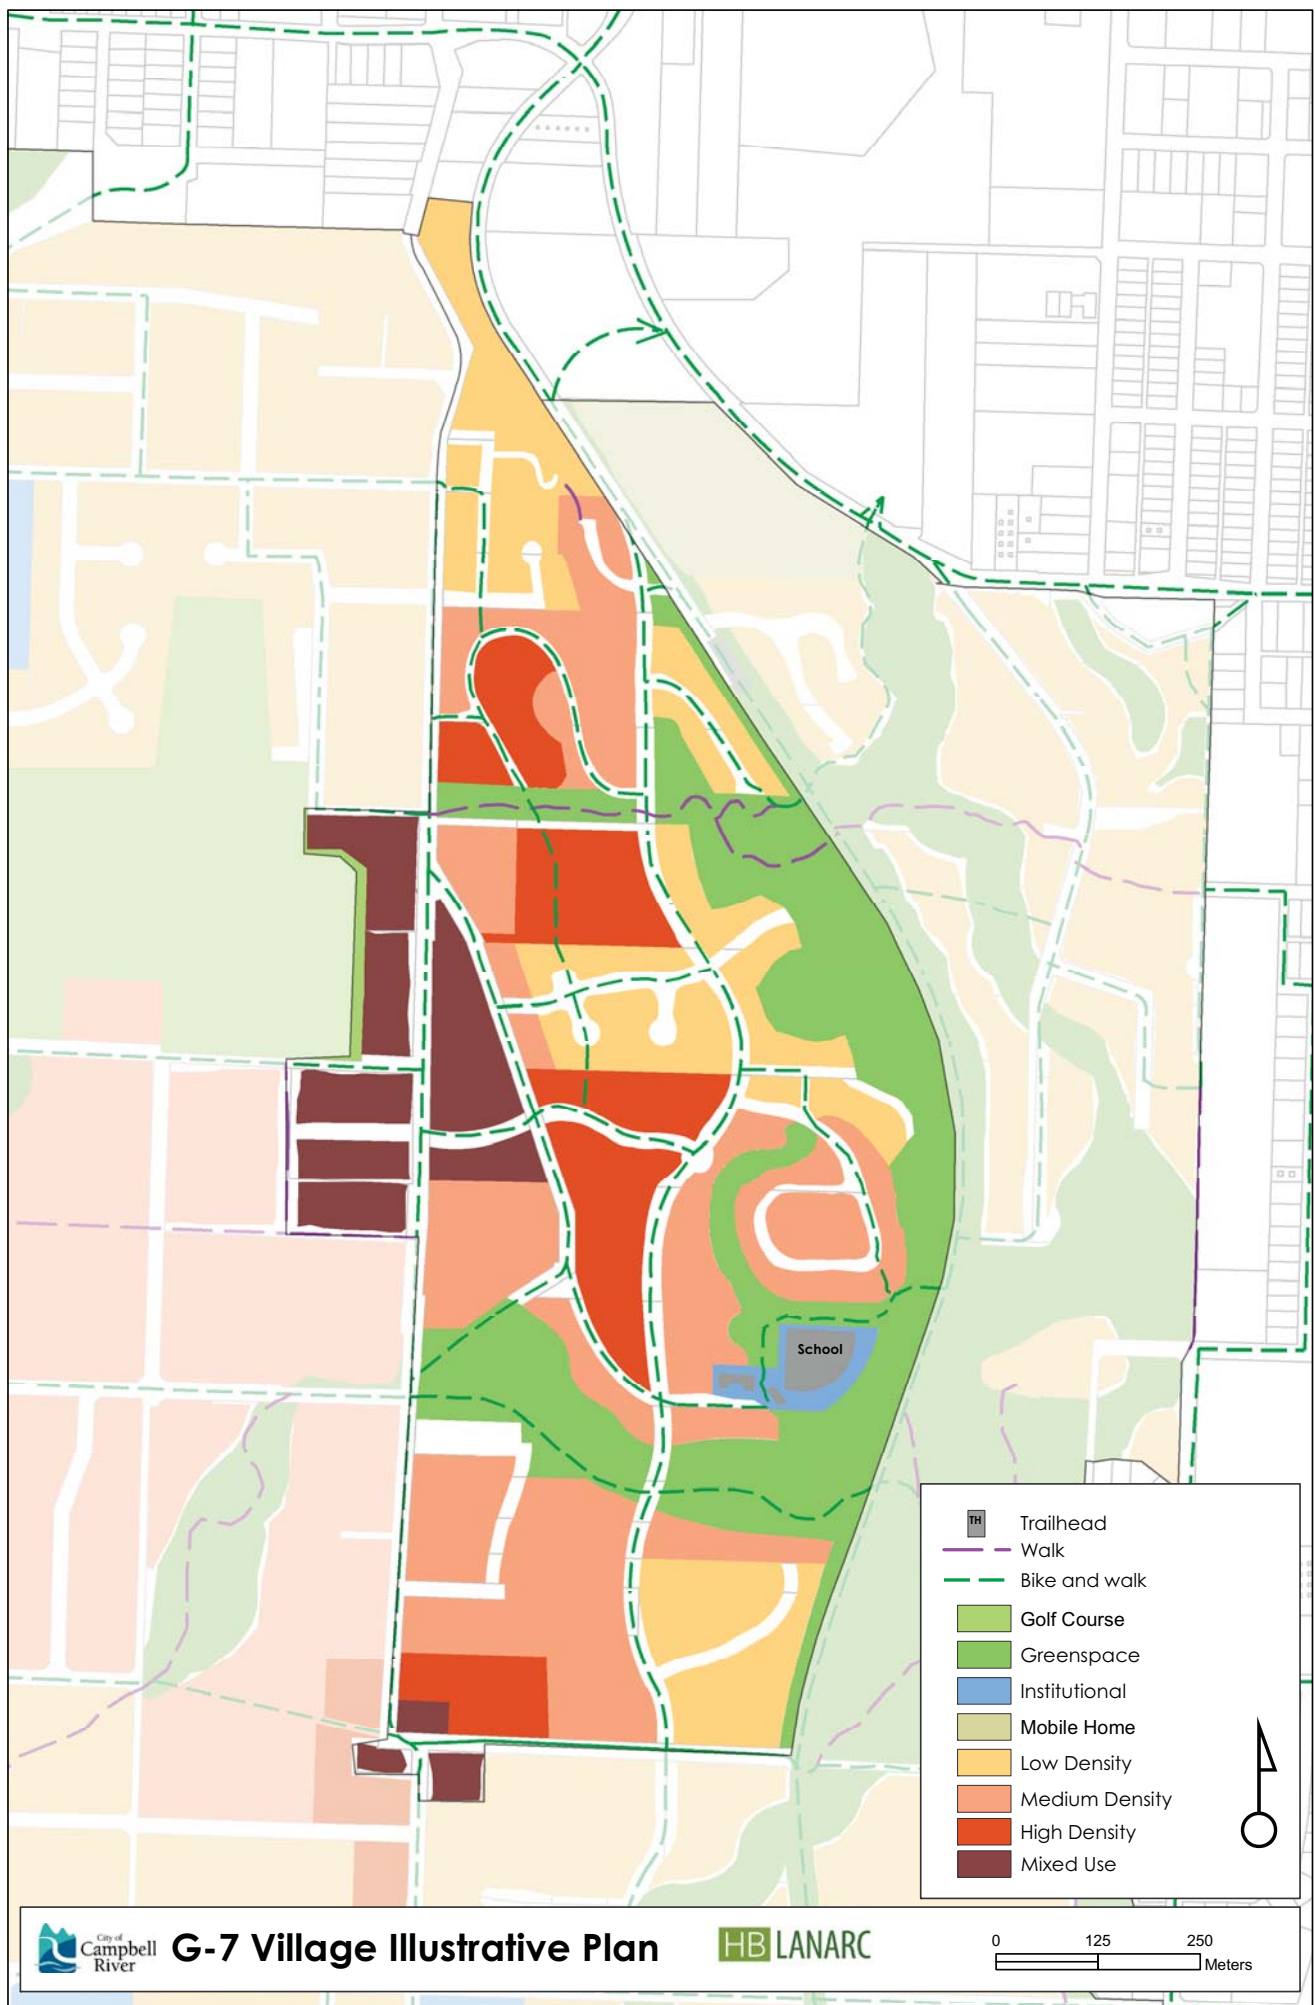 School
TH
Trailhead
Walk
Bike and walk
Golf Course
Greenspace
Institutional
Mobile Home
Low Density
Medium Density
High Density
Mixed Use
City of
Campbell
River
G-7 Village Illustrative Plan
HB LANARC
0 125 250
Meters